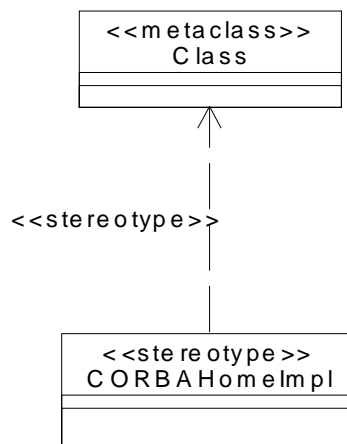 <<metaclass>>
Class
<<stereotype>>
<<stereotype>>
CORBAHomeImpl